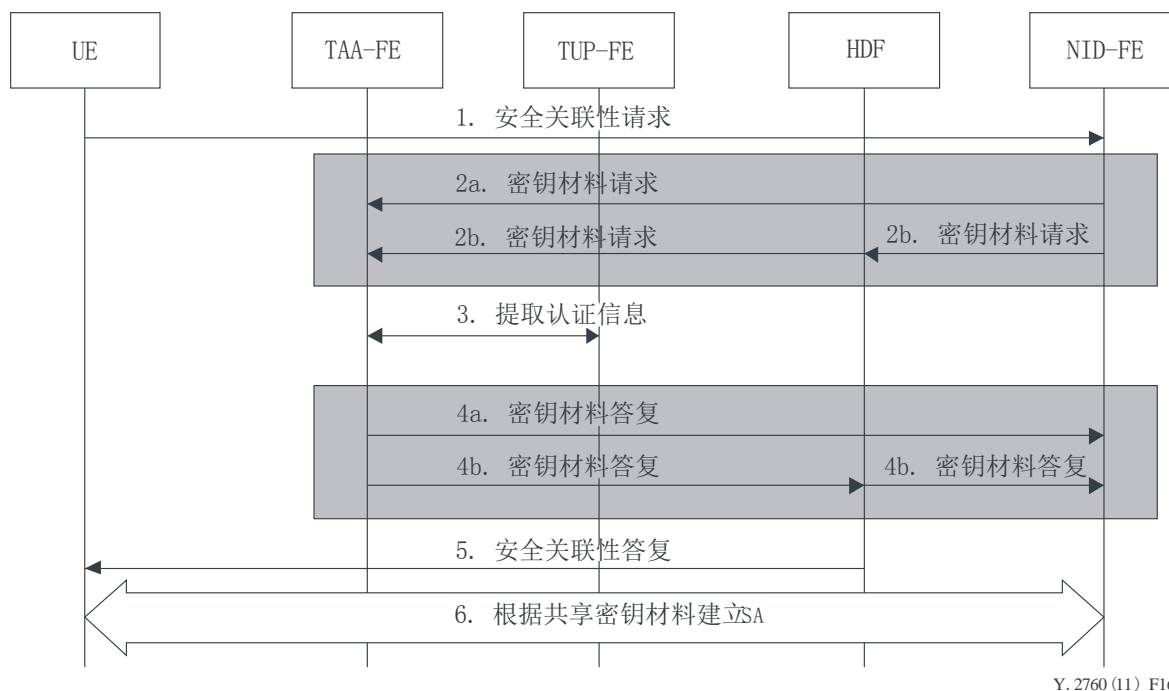 UE
TAA-FE
TUP-FE
HDF
NID-FE
1. 安全关联性请求
2a. 密钥材料请求
2b. 密钥材料请求
2b. 密钥材料请求
3. 提取认证信息
4a. 密钥材料答复
4b. 密钥材料答复
4b. 密钥材料答复
5. 安全关联性答复
6. 根据共享密钥材料建立SA
Y.2760(11)_F16